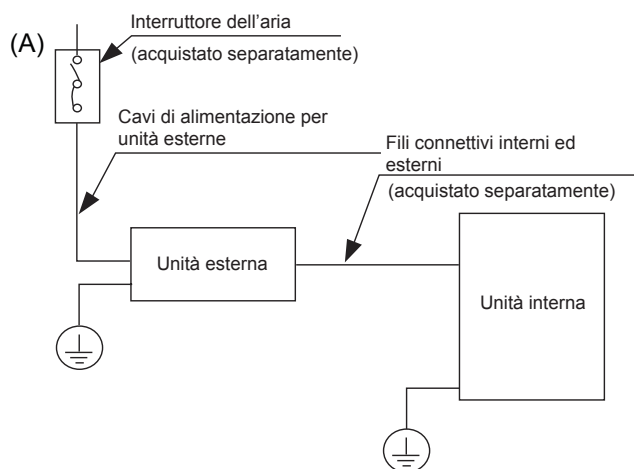 Interruttore dell'aria
(A)
(acquistato separatamente)
Cavi di alimentazione per
unità esterne
Fili connettivi interni ed
esterni
(acquistato separatamente)
Unità esterna
Unità interna